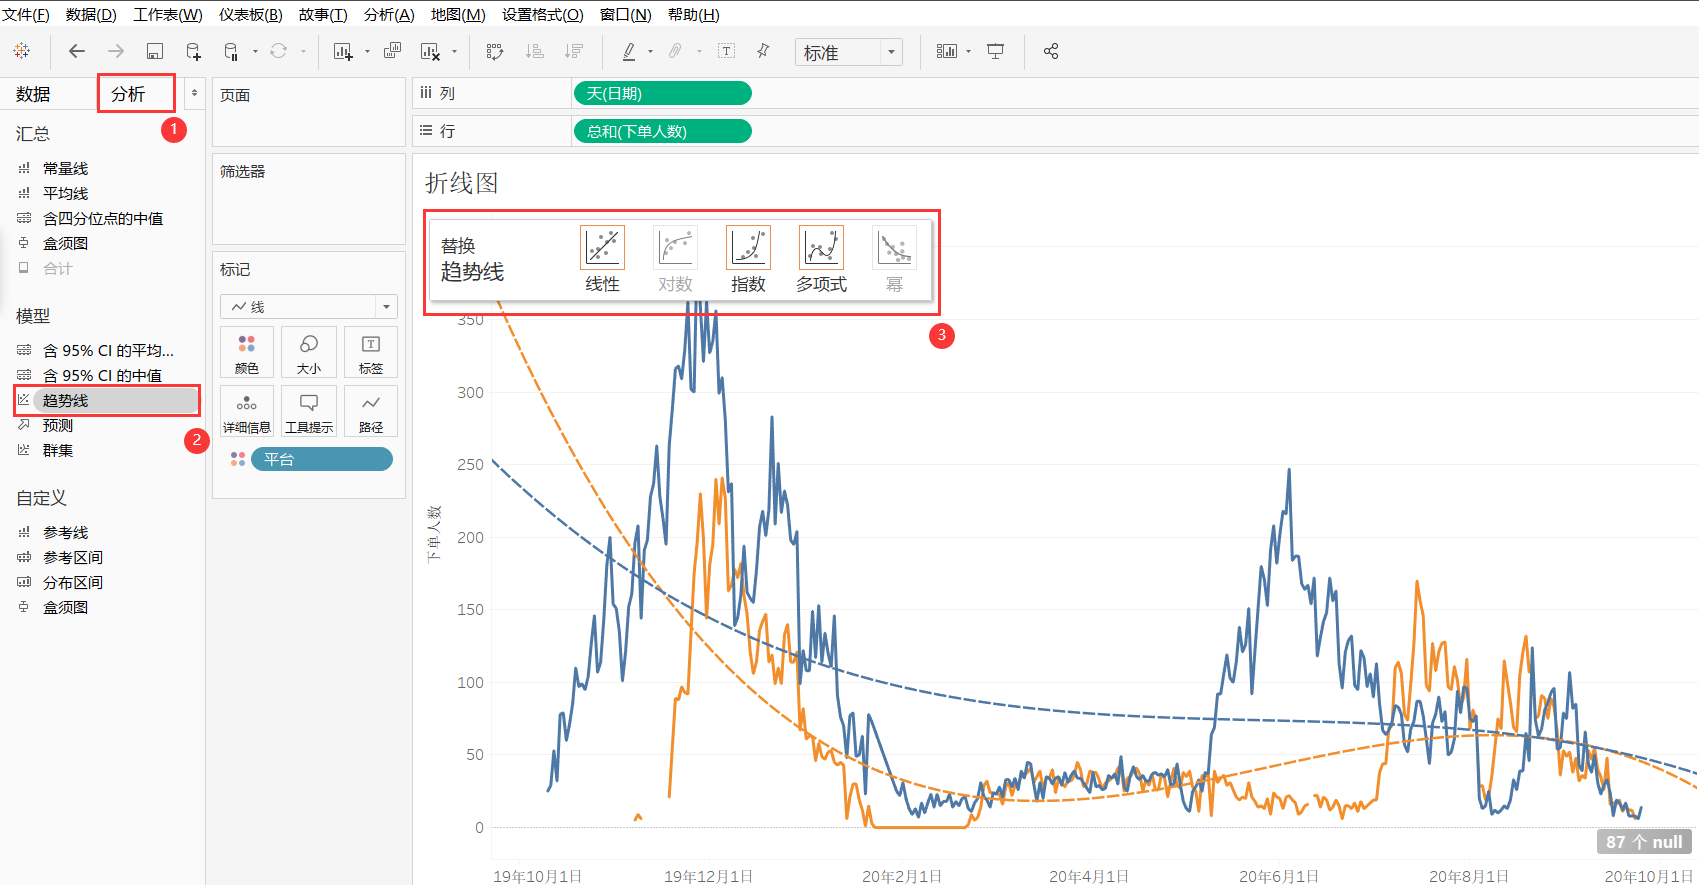 文件(F) 数据(D) 工作表(W) 仪表板(B) 故事(T) 分析(A) 地图(M) 设置格式(O) 窗口(N) 帮助(H)
标准
数据 分析
1
汇总
常量线
平均线
含四分位点的中值
盒须图
合计
模型
含 95% CI 的平均...
含 95% CI 的中值
趋势线
2
预测
群集
自定义
参考线
参考区间
分布区间
盒须图
页面
筛选器
标记
线
颜色 大小 标签
详细信息 工具提示 路径
平台
列 天(日期)
行 总和(下单人数)
折线图
替换
趋势线
线性 对数 指数 多项式 幂
3
下单人数
350
300
250
200
150
100
50
0
87 个 null
19年10月1日 19年12月1日 20年2月1日 20年4月1日 20年6月1日 20年8月1日 20年10月1日